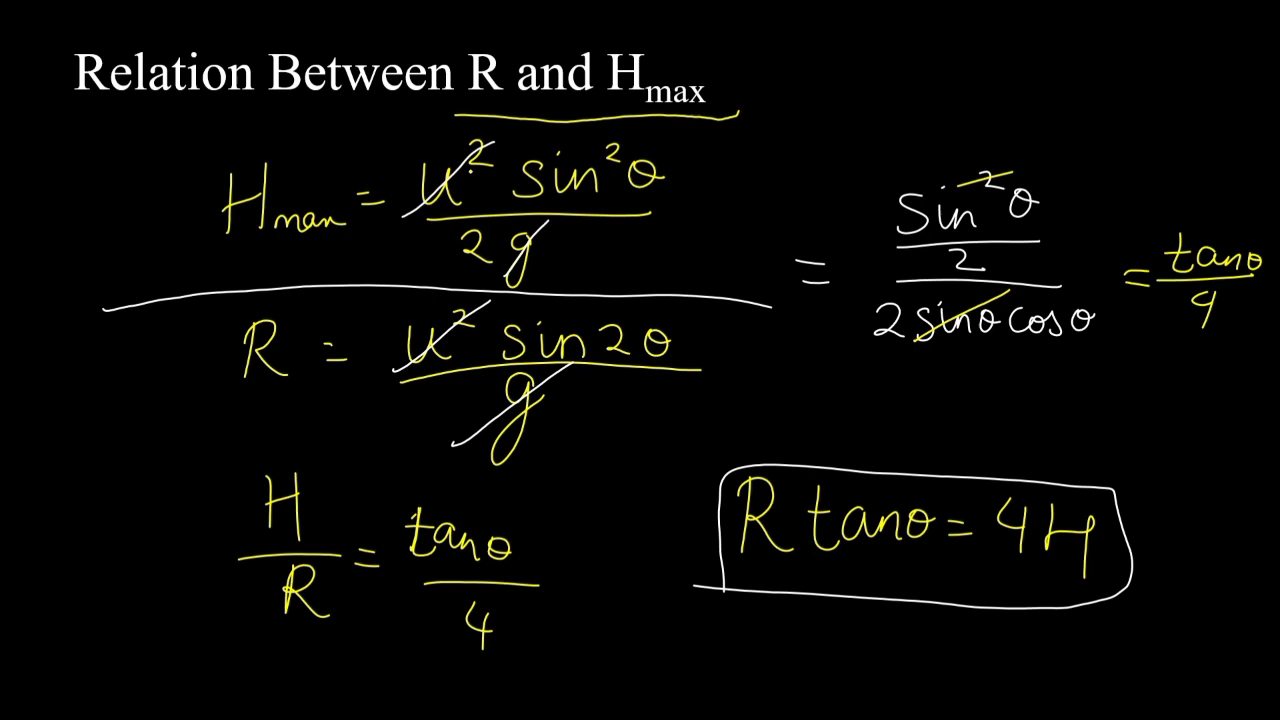 Relation Between R and Hmax
Hmax = u² sin²θ / 2g
R = u² sin2θ / g
= sin²θ / 2 / 2 sinθ cosθ = tanθ / 4
H / R = tanθ / 4
R tanθ = 4H